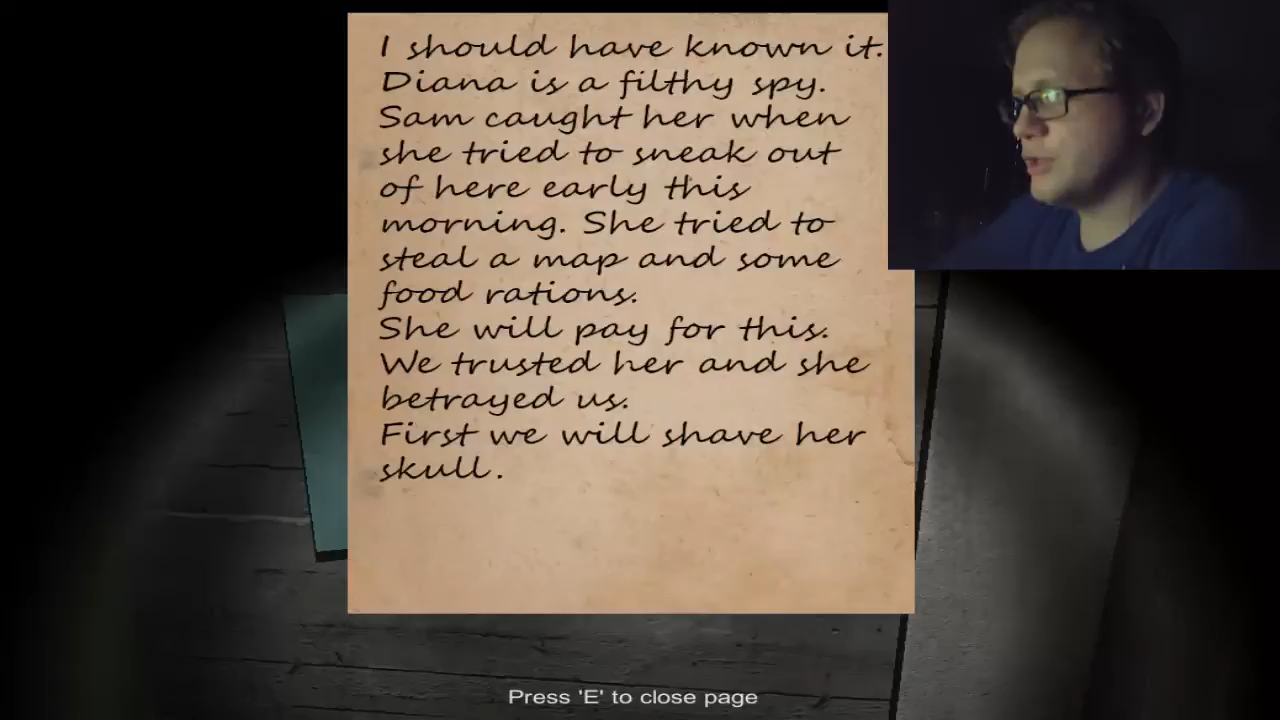 I should have known it.
Diana is a filthy spy.
Sam caught her when
she tried to sneak out
of here early this
morning. She tried to
steal a map and some
food rations.
She will pay for this.
We trusted her and she
betrayed us.
First we will shave her
skull.
Press 'E' to close page